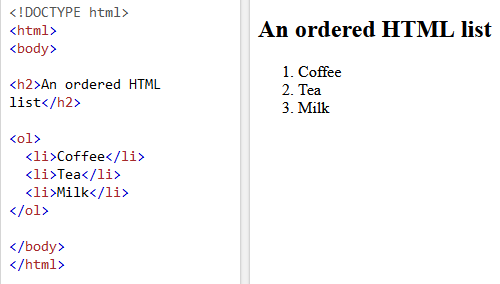 <!DOCTYPE html>
<html>
<body>
<h2>An ordered HTML
list</h2>
<ol>
<li>Coffee</li>
<li>Tea</li>
<li>Milk</li>
</ol>
</body>
</html>
An ordered HTML list
1. Coffee
2. Tea
3. Milk